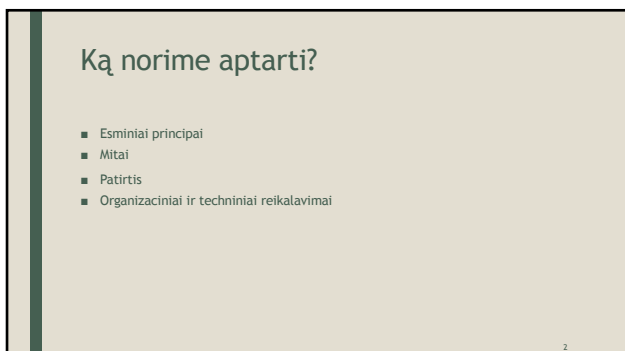 Ką norime aptarti?
■ Esminiai principai
■ Mitai
■ Patirtis
■ Organizaciniai ir techniniai reikalavimai
2